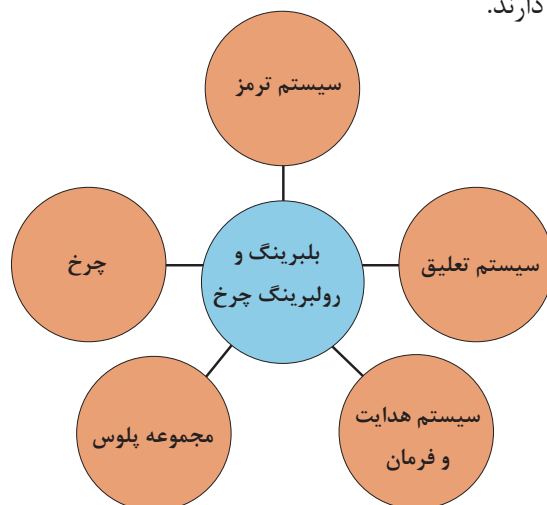 دارند.
سیستم ترمز
سیستم تعلیق
بلبرینگ و
رولبرینگ چرخ
چرخ
سیستم هدایت
و فرمان
مجموعه پلوس